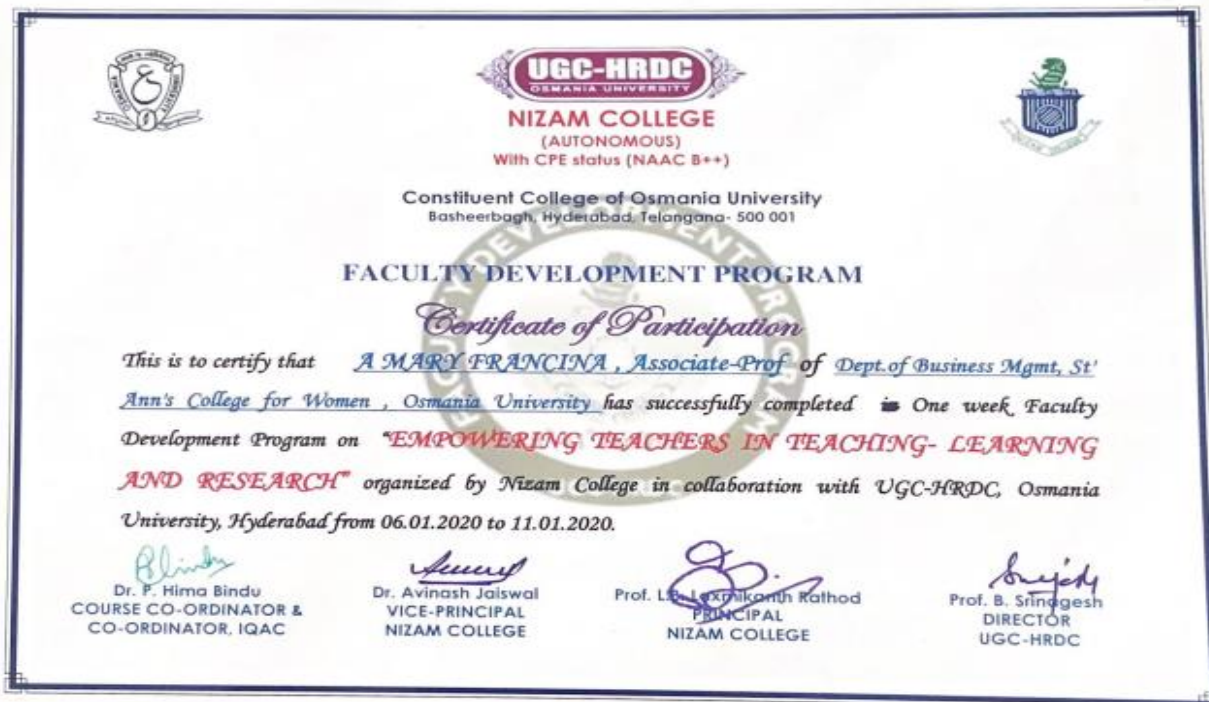 UGC-HRDC
OSMANIA UNIVERSITY
NIZAM COLLEGE
(AUTONOMOUS)
With CPE status (NAAC B++)
Constituent College of Osmania University
Basheerbagh, Hyderabad, Telangana- 500 001
FACULTY DEVELOPMENT PROGRAM
FACULTY DEVELOPMENT PROGRAM
Certificate of Participation
This is to certify that A MARY FRANCINA , Associate-Prof of Dept.of Business Mgmt, St'
Ann's College for Women , Osmania University has successfully completed in One week Faculty
Development Program on "EMPOWERING TEACHERS IN TEACHING- LEARNING
AND RESEARCH" organized by Nizam College in collaboration with UGC-HRDC, Osmania
University, Hyderabad from 06.01.2020 to 11.01.2020.
Dr. P. Hima Bindu
COURSE CO-ORDINATOR &
CO-ORDINATOR, IQAC
Dr. Avinash Jaiswal
VICE-PRINCIPAL
NIZAM COLLEGE
Prof. L.B. Laxmikanth Rathod
PRINCIPAL
NIZAM COLLEGE
Prof. B. Srinagesh
DIRECTOR
UGC-HRDC